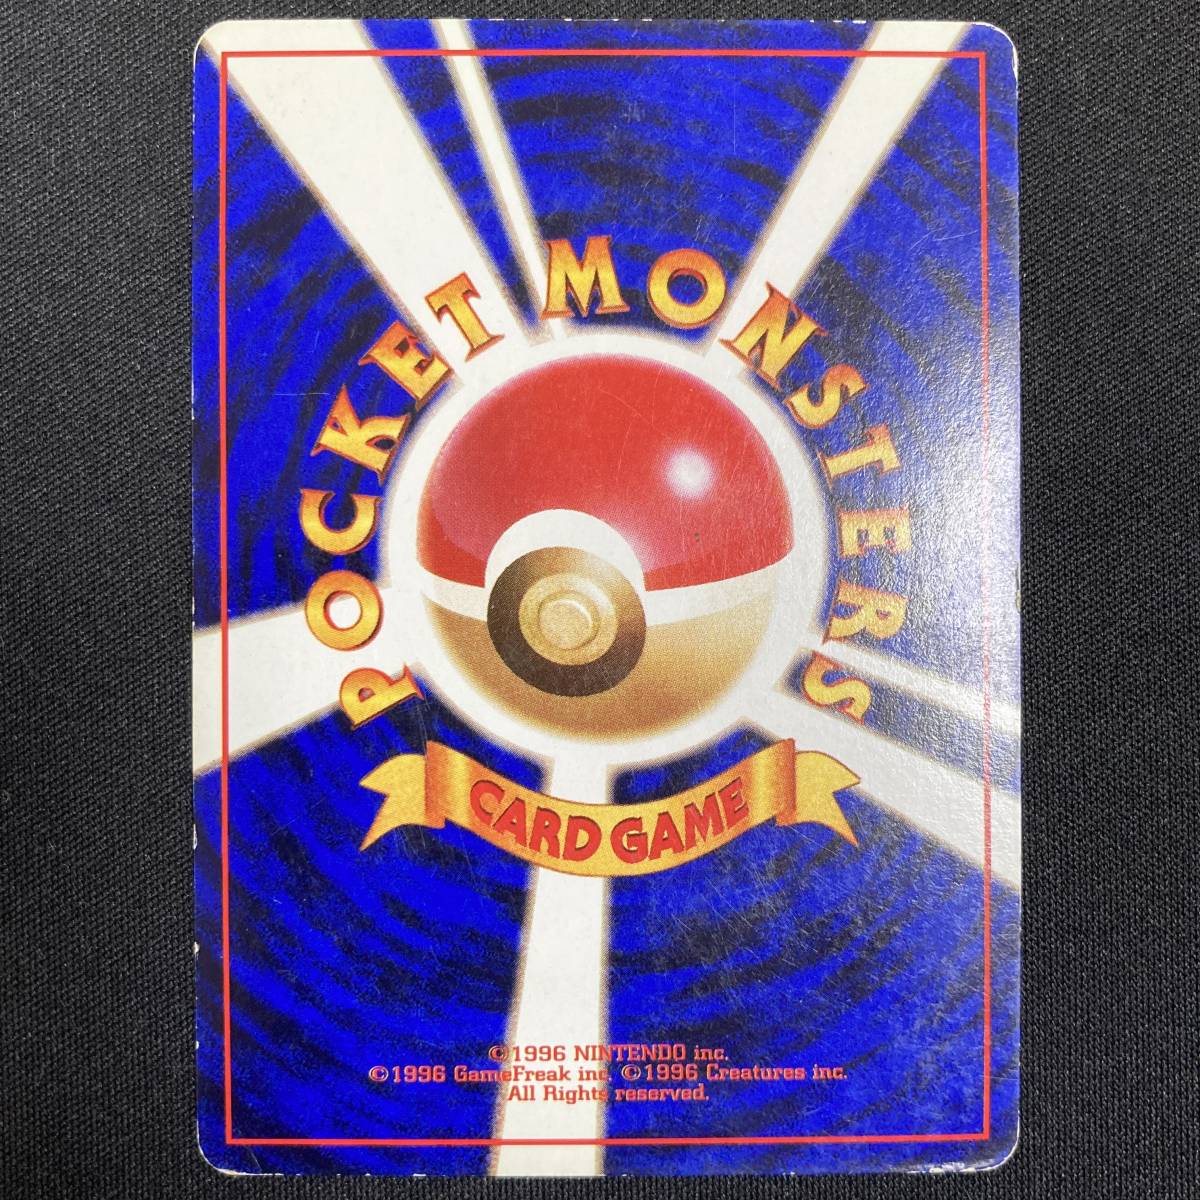 POCKET MONSTERS
CARD GAME
©1996 NINTENDO inc.
©1996 GameFreak inc. ©1996 Creatures inc.
All Rights reserved.